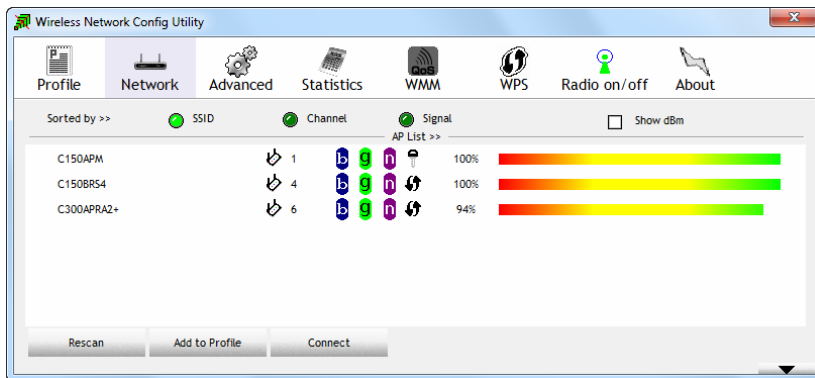 Wireless Network Config Utility
Profile Network Advanced Statistics QoS WMM WPS Radio on/off About
Sorted by >> SSID Channel Signal Show dBm
AP List >>
C150APM 1 b g n 100%
C150BRS4 4 b g n 100%
C300APRA2+ 6 b g n 94%
Rescan Add to Profile Connect